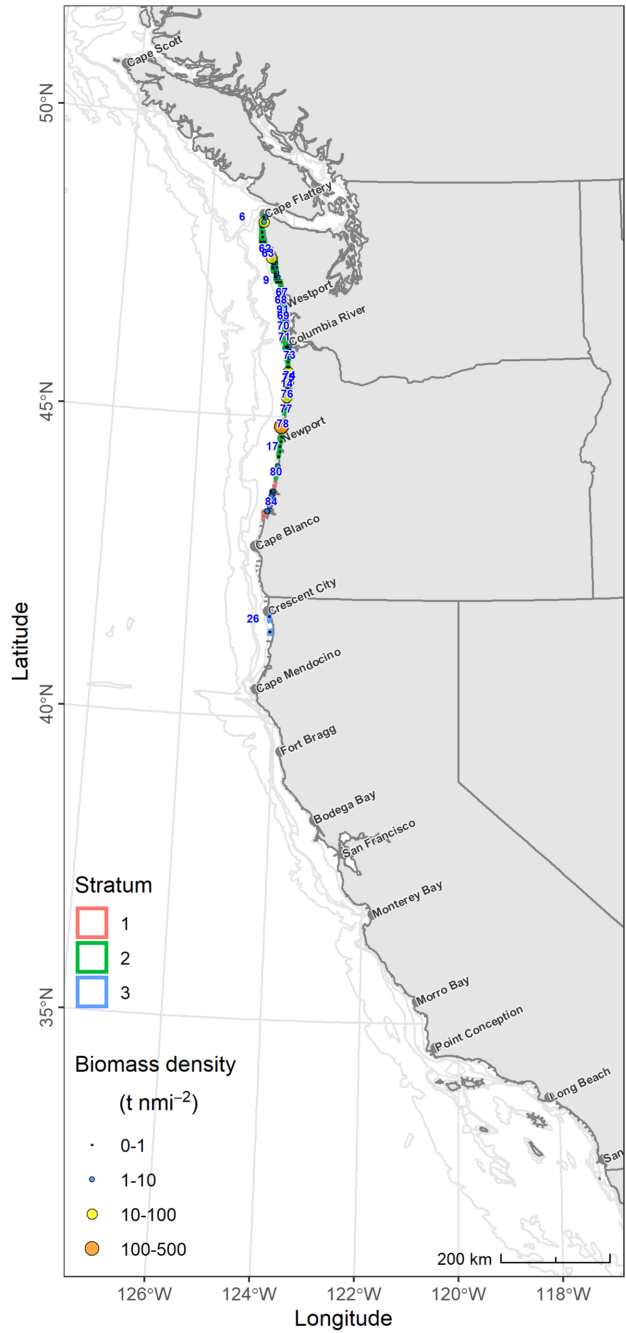 Cape Scott
50°N
Cape Flattery
6
62
63
9
67
68
Westport
69
70
71
Columbia River
73
74
14
76
45°N
77
78
Newport
17
80
84
Cape Blanco
Crescent City
26
Latitude
Cape Mendocino
40°N
Fort Bragg
Bodega Bay
San Francisco
Stratum
1
2
3
Monterey Bay
Morro Bay
35°N
Point Conception
Biomass density
(t nmi−2)
0-1
1-10
10-100
100-500
Long Beach
San
200 km
126°W
124°W
122°W
120°W
118°W
Longitude